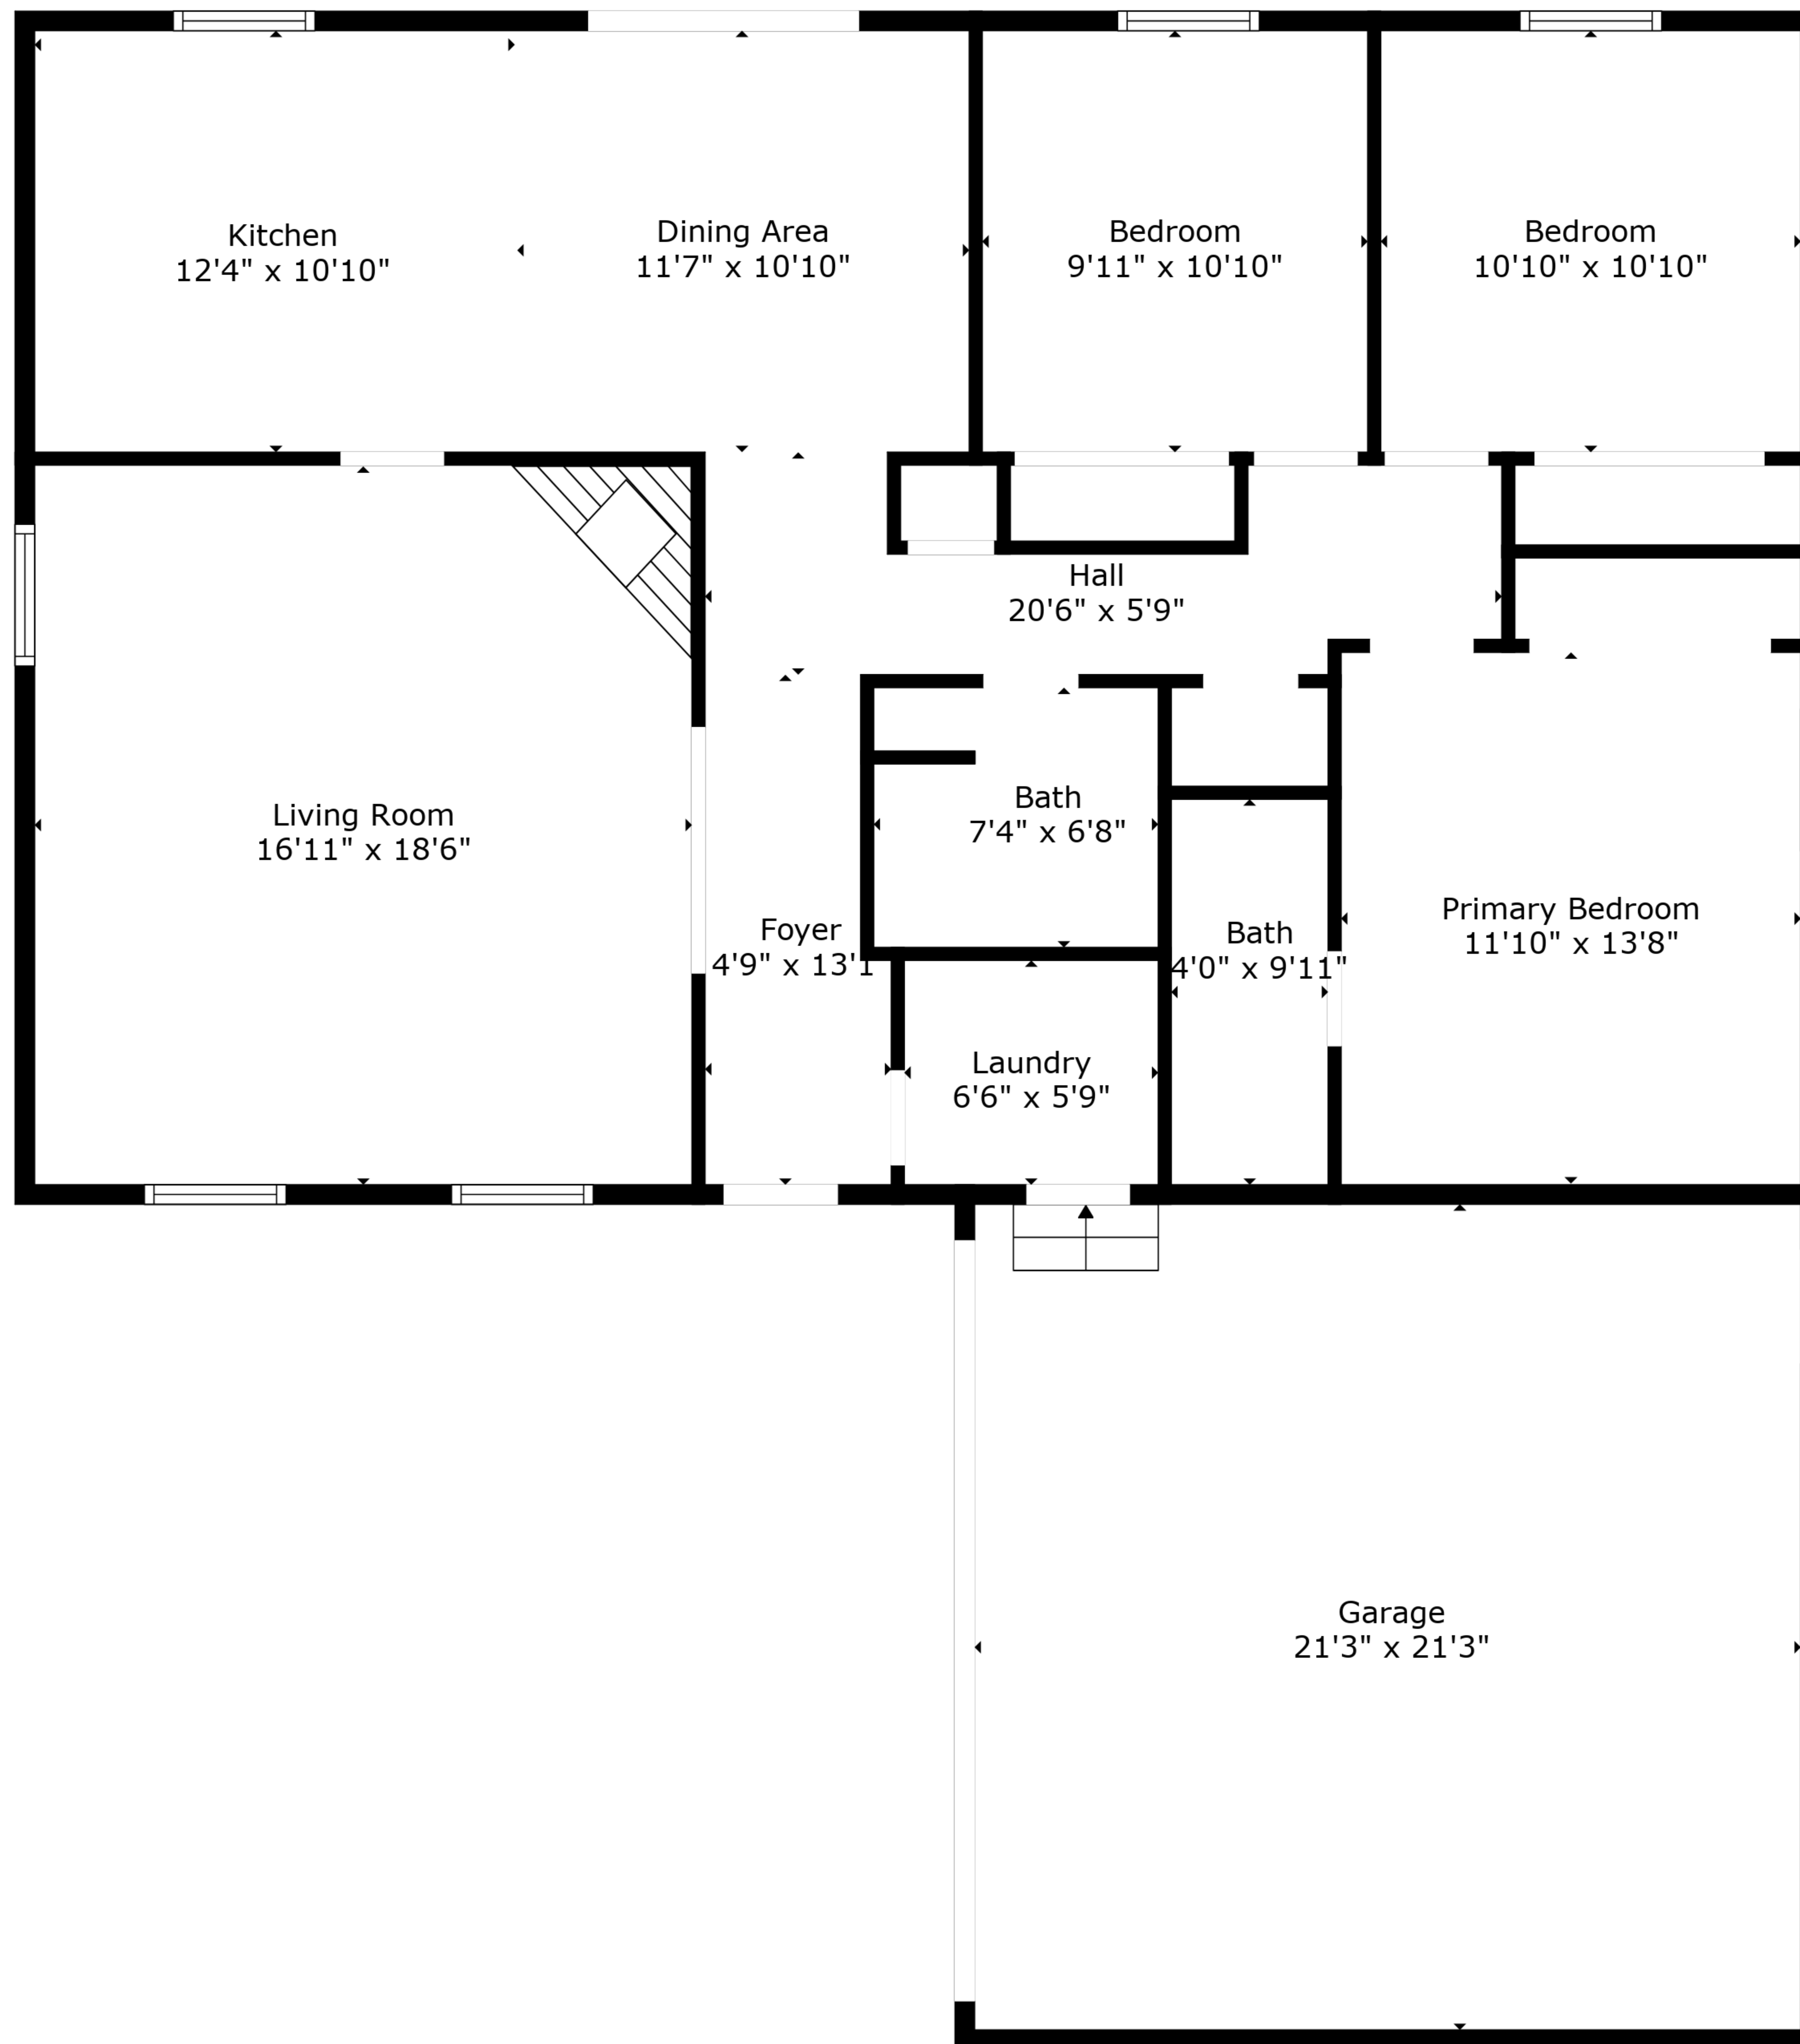 Kitchen
12'4" x 10'10"
Dining Area
11'7" x 10'10"
Bedroom
9'11" x 10'10"
Bedroom
10'10" x 10'10"
Hall
20'6" x 5'9"
Living Room
16'11" x 18'6"
Bath
7'4" x 6'8"
Foyer
4'9" x 13'1
Bath
4'0" x 9'11"
Primary Bedroom
11'10" x 13'8"
Laundry
6'6" x 5'9"
Garage
21'3" x 21'3"